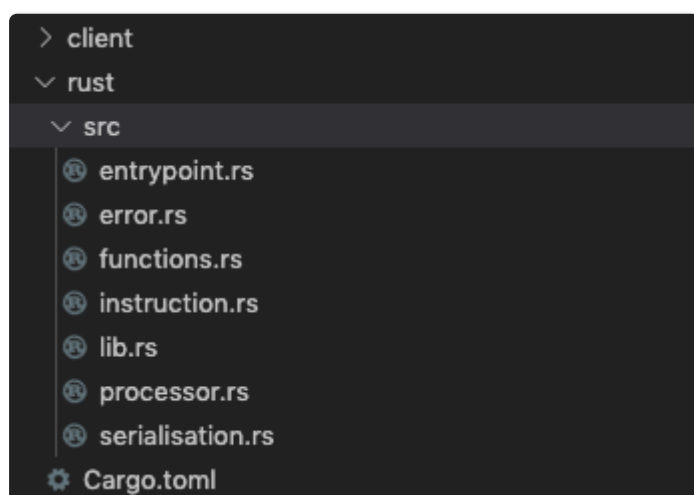 client
rust
src
entrypoint.rs
error.rs
functions.rs
instruction.rs
lib.rs
processor.rs
serialisation.rs
Cargo.toml